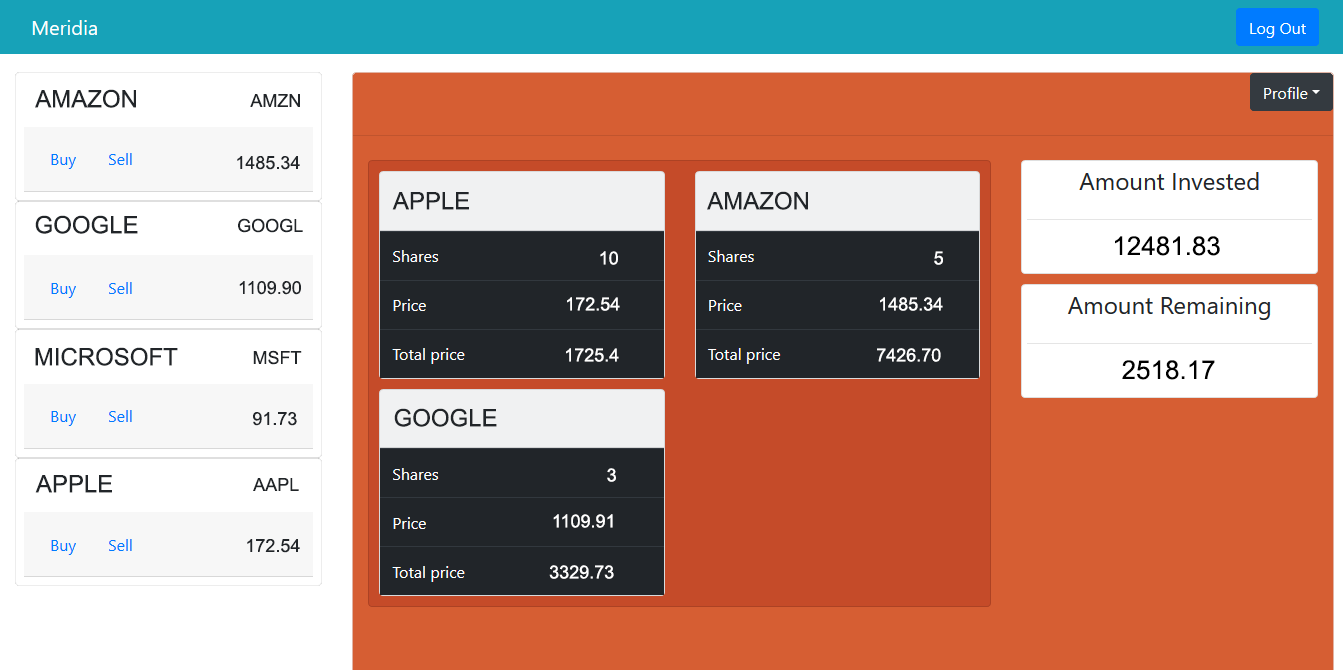 Meridia
Log Out
AMAZON AMZN
Buy Sell 1485.34
GOOGLE GOOGL
Buy Sell 1109.90
MICROSOFT MSFT
Buy Sell 91.73
APPLE AAPL
Buy Sell 172.54
Profile
APPLE
Shares 10
Price 172.54
Total price 1725.4
AMAZON
Shares 5
Price 1485.34
Total price 7426.70
GOOGLE
Shares 3
Price 1109.91
Total price 3329.73
Amount Invested
12481.83
Amount Remaining
2518.17